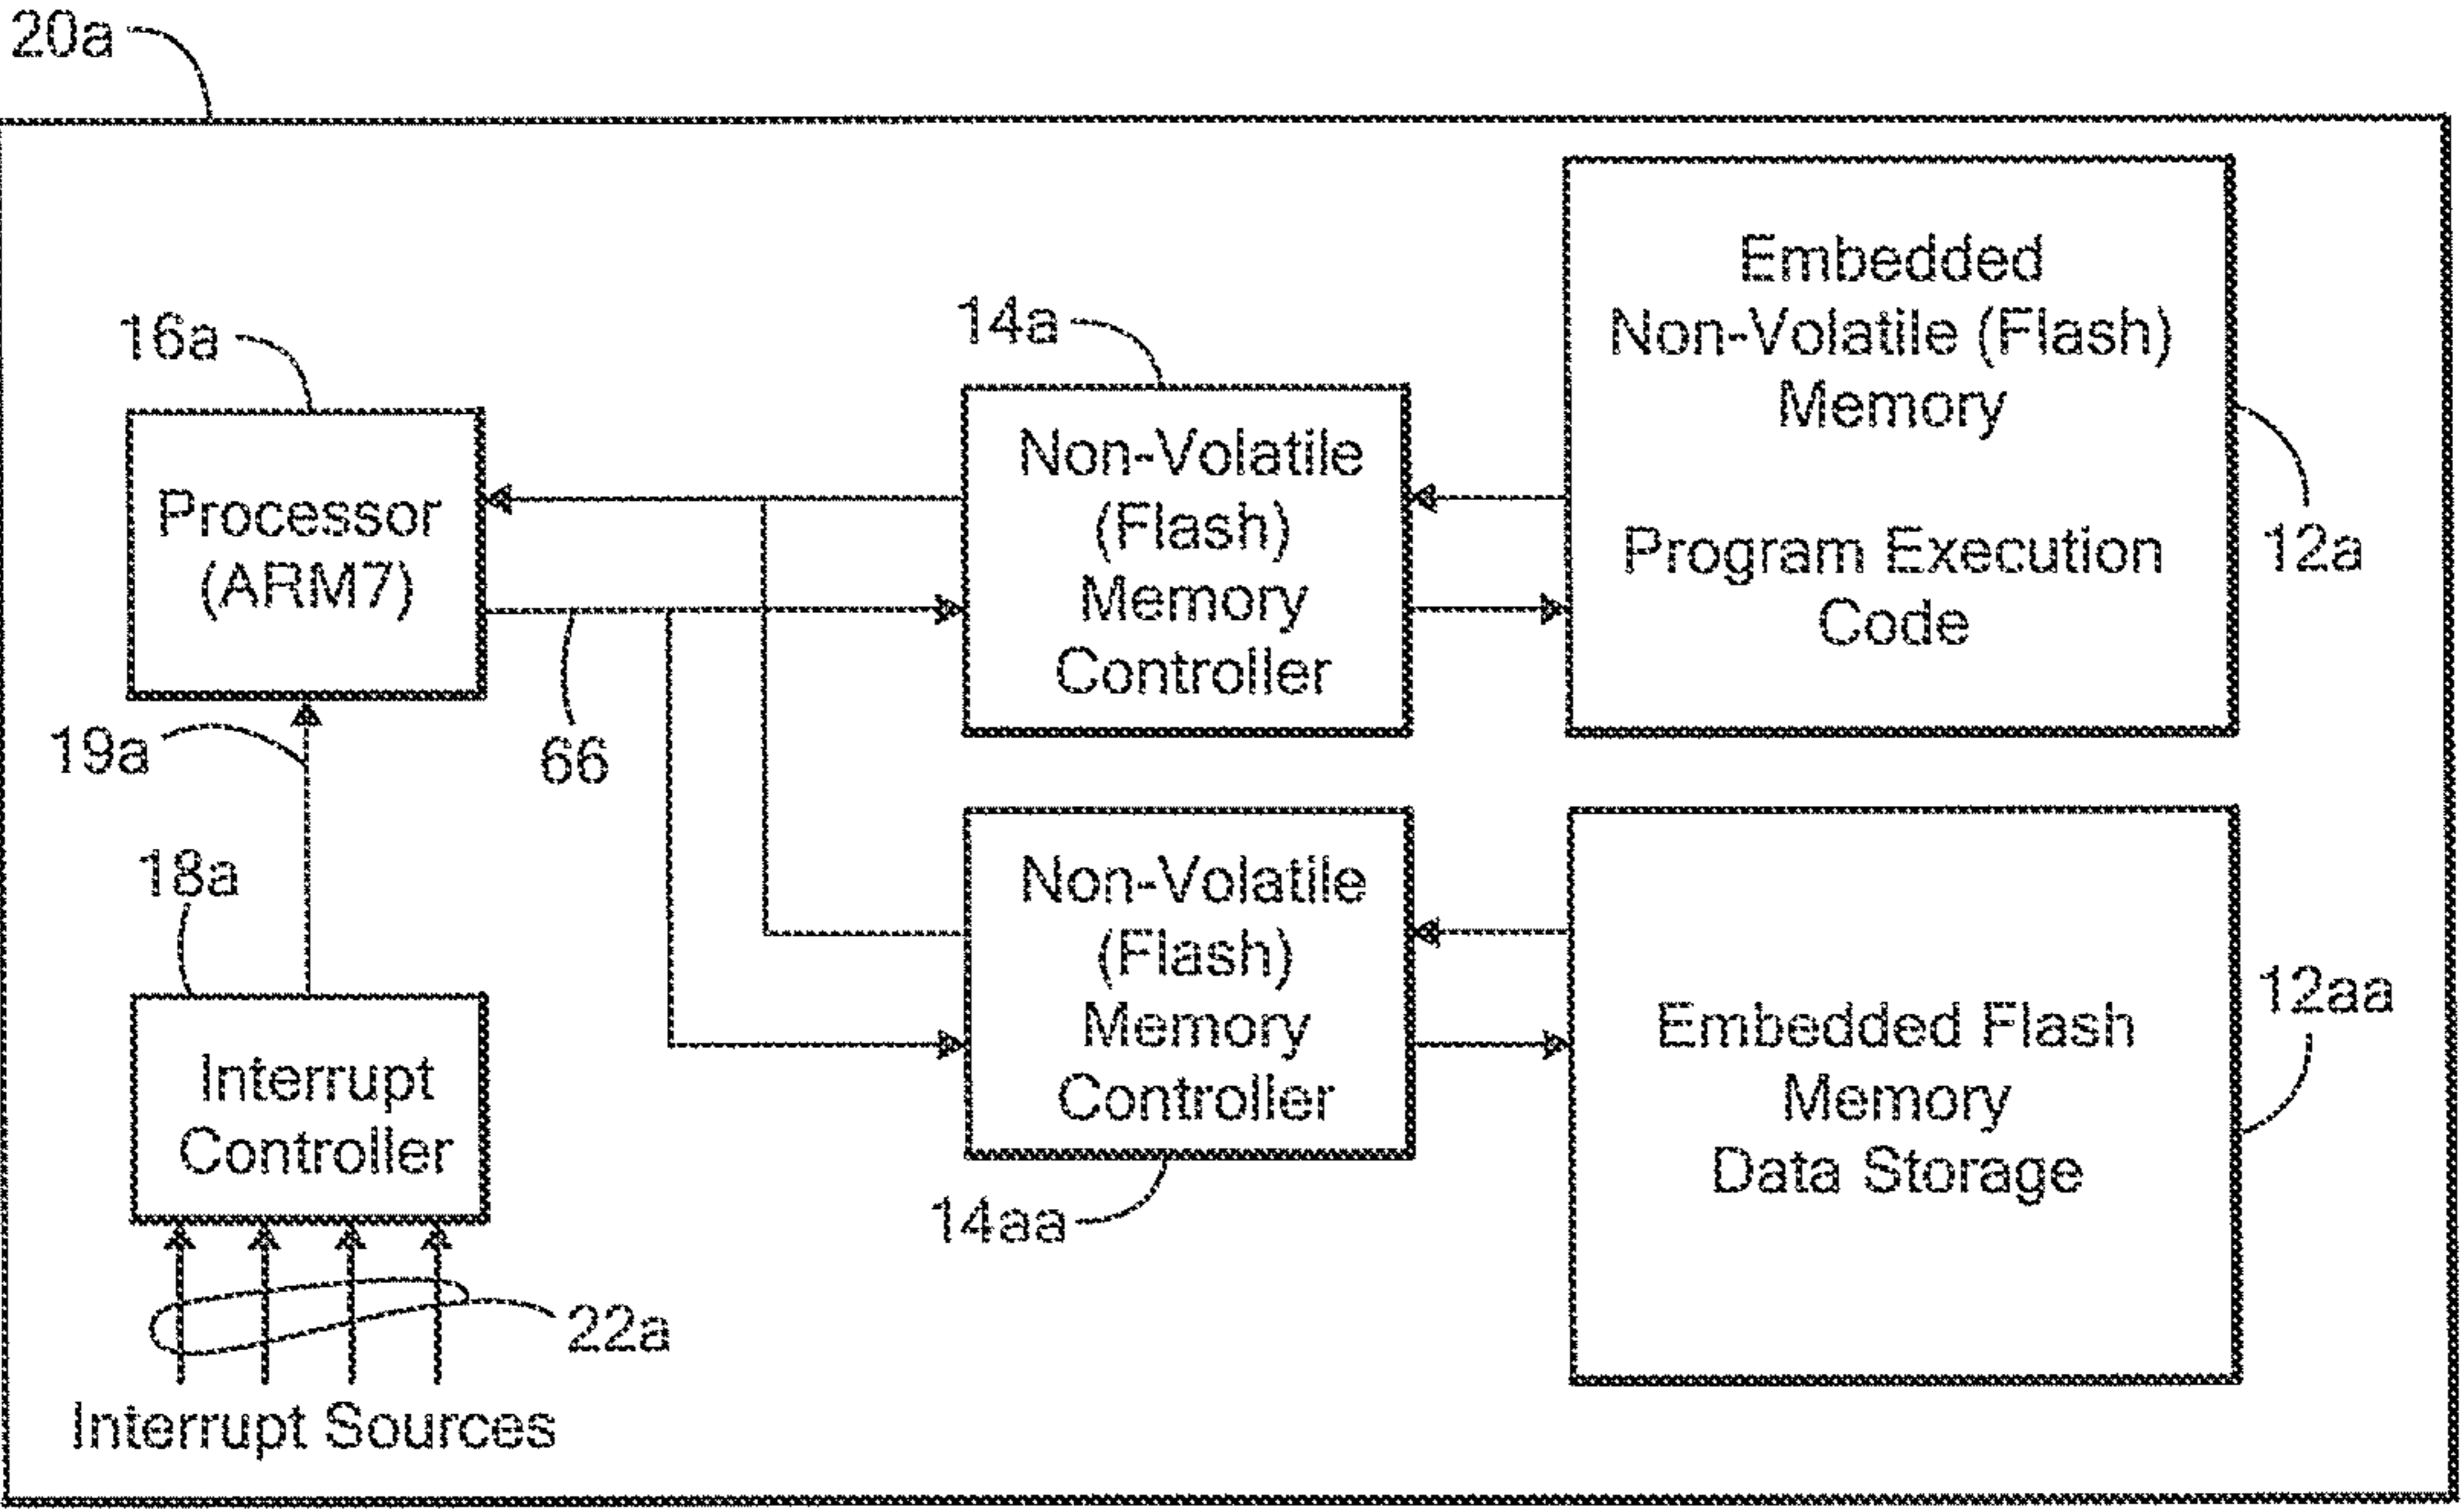 20a
16a
Processor
(ARM7)
14a
Non-Volatile
(Flash)
Memory
Controller
Embedded
Non-Volatile (Flash)
Memory
Program Execution
Code
12a
19a
66
18a
Interrupt
Controller
Non-Volatile
(Flash)
Memory
Controller
14aa
Embedded Flash
Memory
Data Storage
12aa
22a
Interrupt Sources